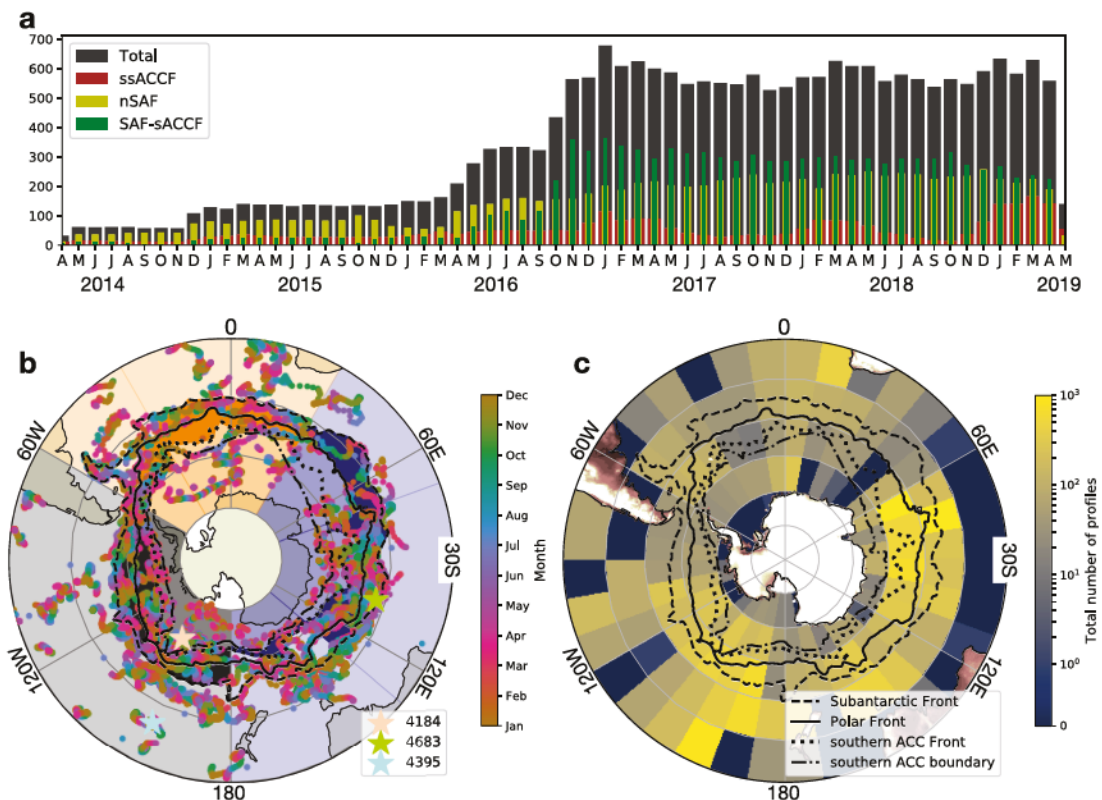 a
700
600
500
400
300
200
100
0
Total
ssACCF
nSAF
SAF-sACCF
A M J J A S O N D J F M A M J J A S O N D J F M A M J J A S O N D J F M A M J J A S O N D J F M A M J J A S O N D J F M A M
2014 2015 2016 2017 2018 2019
b
0
60W
60E
30S
120W
120E
180
4184
4683
4395
Dec
Nov
Oct
Sep
Aug
Jul
Jun
May
Apr
Mar
Feb
Jan
Month
c
0
60W
60E
30S
120W
120E
180
Subantarctic Front
Polar Front
southern ACC Front
southern ACC boundary
10³
10²
10¹
10⁰
0
Total number of profiles